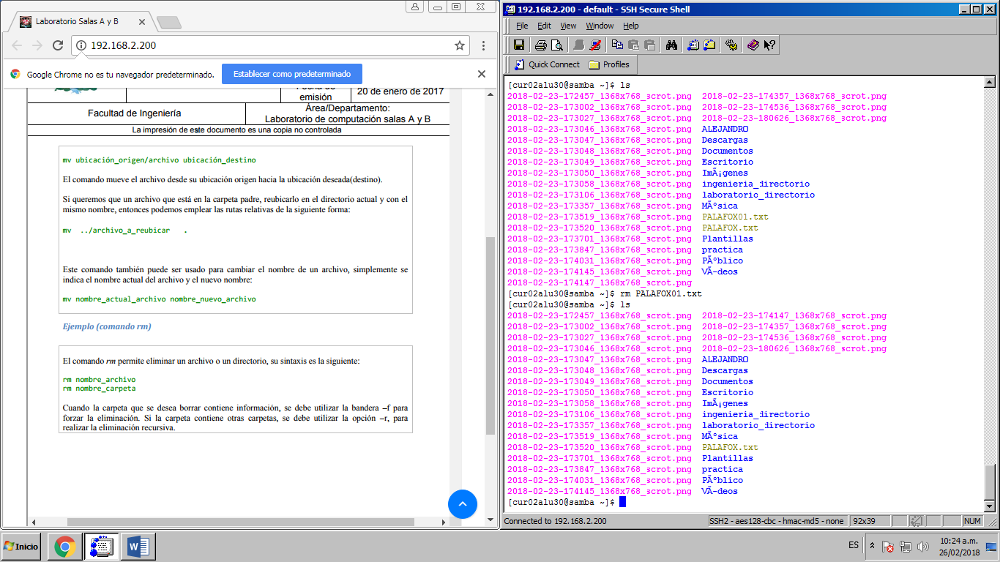 Laboratorio Salas A y B
192.168.2.200
Google Chrome no es tu navegador predeterminado. Establecer como predeterminado
Fecha de
emisión
20 de enero de 2017
Facultad de Ingeniería
Área/Departamento:
Laboratorio de computación salas A y B
La impresión de este documento es una copia no controlada
mv ubicación_origen/archivo ubicación_destino
El comando mueve el archivo desde su ubicación origen hacia la ubicación deseada(destino).
Si queremos que un archivo que está en la carpeta padre, reubicarlo en el directorio actual y con el
mismo nombre, entonces podemos emplear las rutas relativas de la siguiente forma:
mv ../archivo_a_reubicar .
Este comando también puede ser usado para cambiar el nombre de un archivo, simplemente se
indica el nombre actual del archivo y el nuevo nombre:
mv nombre_actual_archivo nombre_nuevo_archivo
Ejemplo (comando rm)
El comando rm permite eliminar un archivo o un directorio, su sintaxis es la siguiente:
rm nombre_archivo
rm nombre_carpeta
Cuando la carpeta que se desea borrar contiene información, se debe utilizar la bandera –f para
forzar la eliminación. Si la carpeta contiene otras carpetas, se debe utilizar la opción –r, para
realizar la eliminación recursiva.
192.168.2.200 - default - SSH Secure Shell
File Edit View Window Help
Quick Connect Profiles
[cur02alu30@samba ~]$ ls
2018-02-23-172457_1368x768_scrot.png 2018-02-23-174357_1368x768_scrot.png
2018-02-23-173002_1368x768_scrot.png 2018-02-23-174536_1368x768_scrot.png
2018-02-23-173027_1368x768_scrot.png 2018-02-23-180626_1368x768_scrot.png
2018-02-23-173046_1368x768_scrot.png ALEJANDRO
2018-02-23-173047_1368x768_scrot.png Descargas
2018-02-23-173048_1368x768_scrot.png Documentos
2018-02-23-173049_1368x768_scrot.png Escritorio
2018-02-23-173050_1368x768_scrot.png ImÃ¡genes
2018-02-23-173058_1368x768_scrot.png ingenieria_directorio
2018-02-23-173106_1368x768_scrot.png laboratorio_directorio
2018-02-23-173357_1368x768_scrot.png MÃºsica
2018-02-23-173519_1368x768_scrot.png PALAFOX01.txt
2018-02-23-173520_1368x768_scrot.png PALAFOX.txt
2018-02-23-173701_1368x768_scrot.png Plantillas
2018-02-23-173847_1368x768_scrot.png practica
2018-02-23-174031_1368x768_scrot.png PÃºblico
2018-02-23-174145_1368x768_scrot.png VÃ-deos
2018-02-23-174147_1368x768_scrot.png
[cur02alu30@samba ~]$ rm PALAFOX01.txt
[cur02alu30@samba ~]$ ls
2018-02-23-172457_1368x768_scrot.png 2018-02-23-174147_1368x768_scrot.png
2018-02-23-173002_1368x768_scrot.png 2018-02-23-174357_1368x768_scrot.png
2018-02-23-173027_1368x768_scrot.png 2018-02-23-174536_1368x768_scrot.png
2018-02-23-173046_1368x768_scrot.png 2018-02-23-180626_1368x768_scrot.png
2018-02-23-173047_1368x768_scrot.png ALEJANDRO
2018-02-23-173048_1368x768_scrot.png Descargas
2018-02-23-173049_1368x768_scrot.png Documentos
2018-02-23-173050_1368x768_scrot.png Escritorio
2018-02-23-173058_1368x768_scrot.png ImÃ¡genes
2018-02-23-173106_1368x768_scrot.png ingenieria_directorio
2018-02-23-173357_1368x768_scrot.png laboratorio_directorio
2018-02-23-173519_1368x768_scrot.png MÃºsica
2018-02-23-173520_1368x768_scrot.png PALAFOX.txt
2018-02-23-173701_1368x768_scrot.png Plantillas
2018-02-23-173847_1368x768_scrot.png practica
2018-02-23-174031_1368x768_scrot.png PÃºblico
2018-02-23-174145_1368x768_scrot.png VÃ-deos
[cur02alu30@samba ~]$
Connected to 192.168.2.200 SSH2 - aes128-cbc - hmac-md5 - none 92x39 NUM
Inicio
ES
10:24 a.m.
26/02/2018